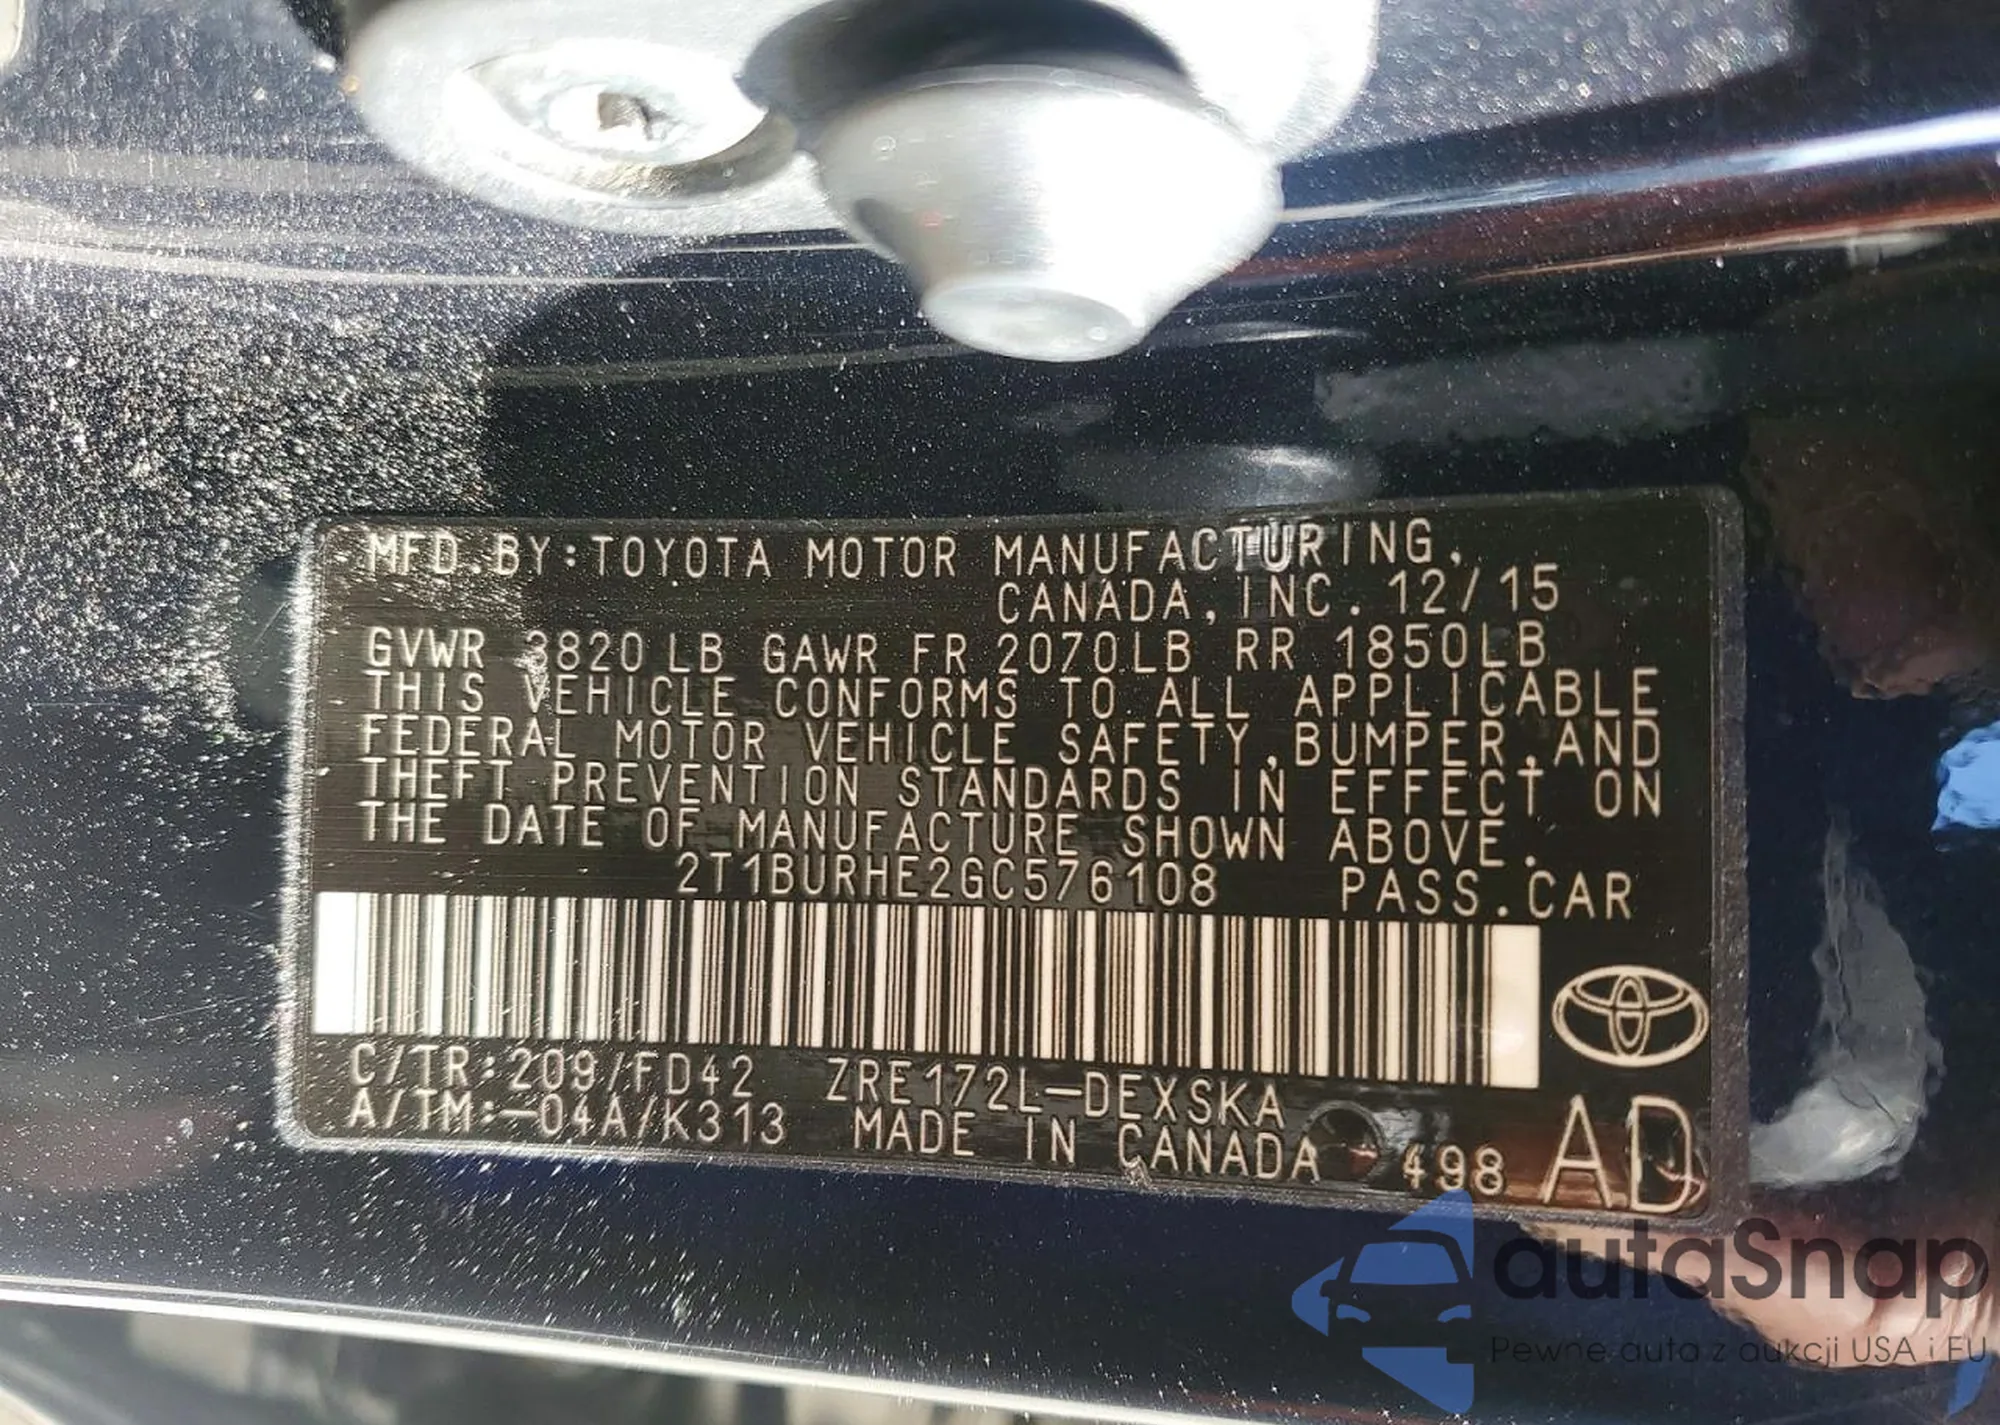 MFD.BY:TOYOTA MOTOR MANUFACTURING,
CANADA,INC. 12/15
GVWR 3820LB GAWR FR 2070LB RR 1850LB
THIS VEHICLE CONFORMS TO ALL APPLICABLE
FEDERAL MOTOR VEHICLE SAFETY,BUMPER,AND
THEFT PREVENTION STANDARDS IN EFFECT ON
THE DATE OF MANUFACTURE SHOWN ABOVE.
2T1BURHE2GC576108 PASS.CAR
C/TR:209/FD42 ZRE172L-DEXSKA
A/TM:-04A/K313 MADE IN CANADA 498 AD
autaSnap
Pewne auta z aukcji USA i EU